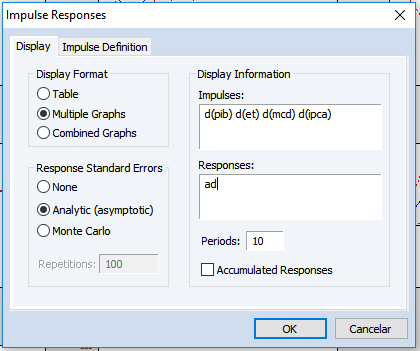 Impulse Responses
Display Impulse Definition
Display Format
Table
Multiple Graphs
Combined Graphs
Response Standard Errors
None
Analytic (asymptotic)
Monte Carlo
Repetitions: 100
Display Information
Impulses:
d(pib) d(et) d(mcd) d(ipca)
Responses:
ad
Periods: 10
Accumulated Responses
OK Cancelar